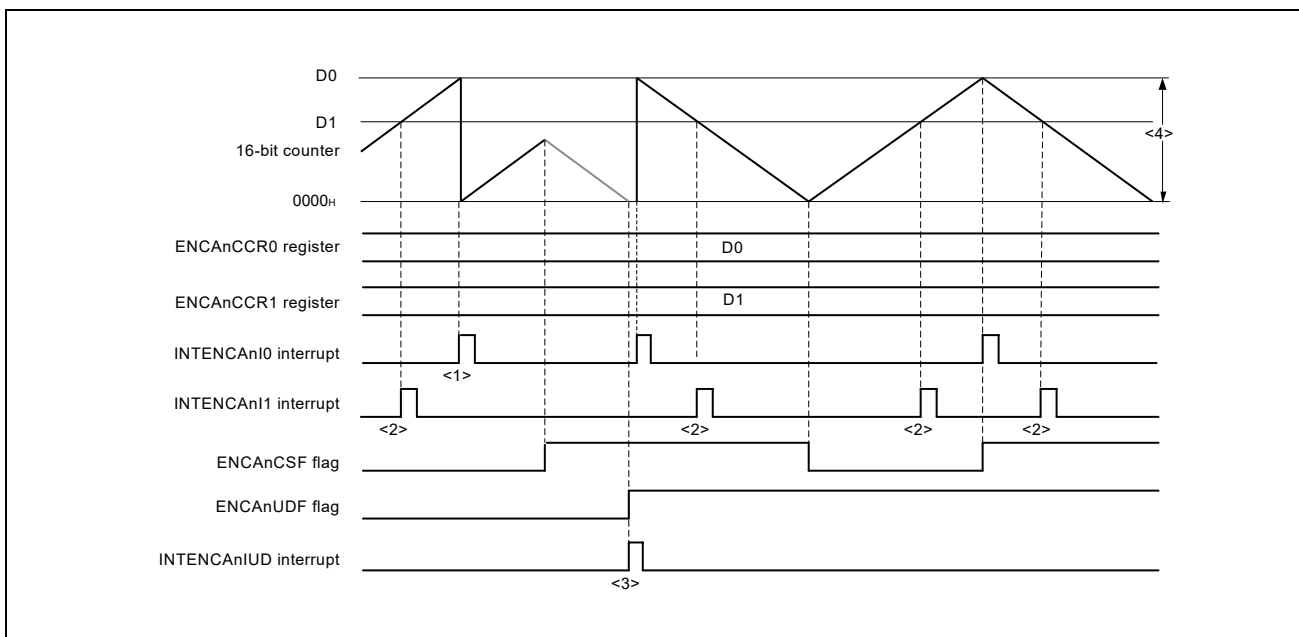 D0
D1
<4>
16-bit counter
0000H
ENCAnCCR0 register
D0
ENCAnCCR1 register
D1
INTENCAnI0 interrupt
<1>
INTENCAnI1 interrupt
<2> <2> <2> <2>
ENCAnCSF flag
ENCAnUDF flag
INTENCAnIUD interrupt
<3>